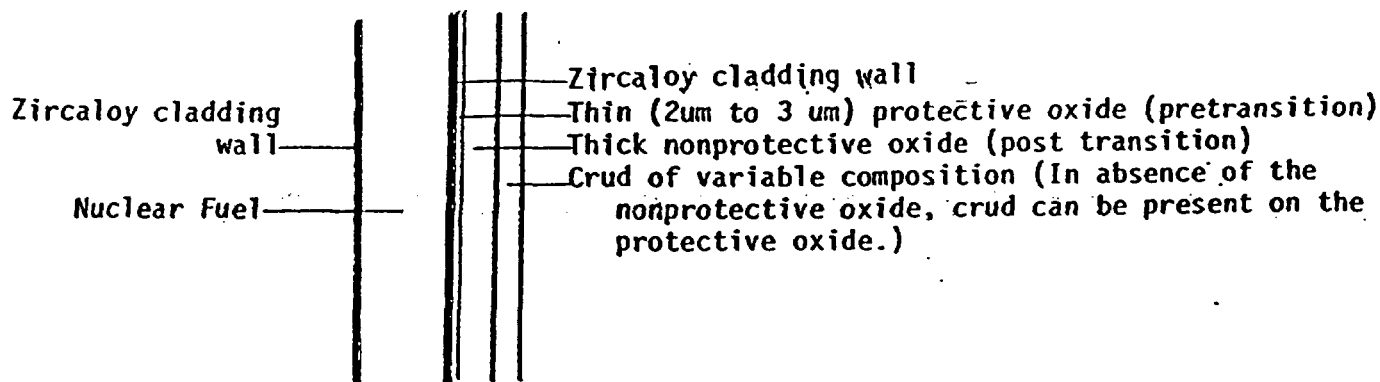 Zircaloy cladding
wall
Nuclear Fuel
Zircaloy cladding wall
Thin (2um to 3 um) protective oxide (pretransition)
Thick nonprotective oxide (post transition)
Crud of variable composition (In absence of the
nonprotective oxide, crud can be present on the
protective oxide.)